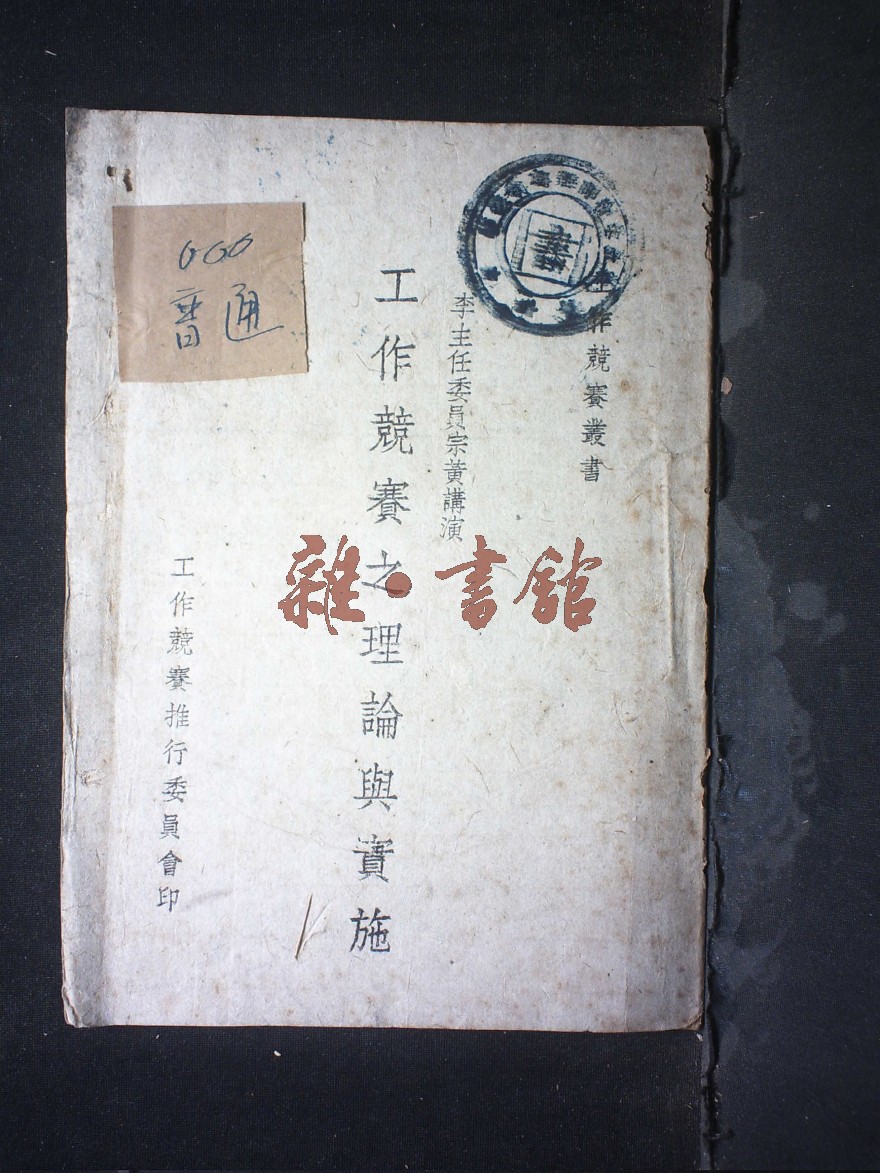 工作競賽叢書
李主任委員宗黃講演
工作競賽之理論與實施
工作競賽推行委員會印
000
普通
書
雜·書館